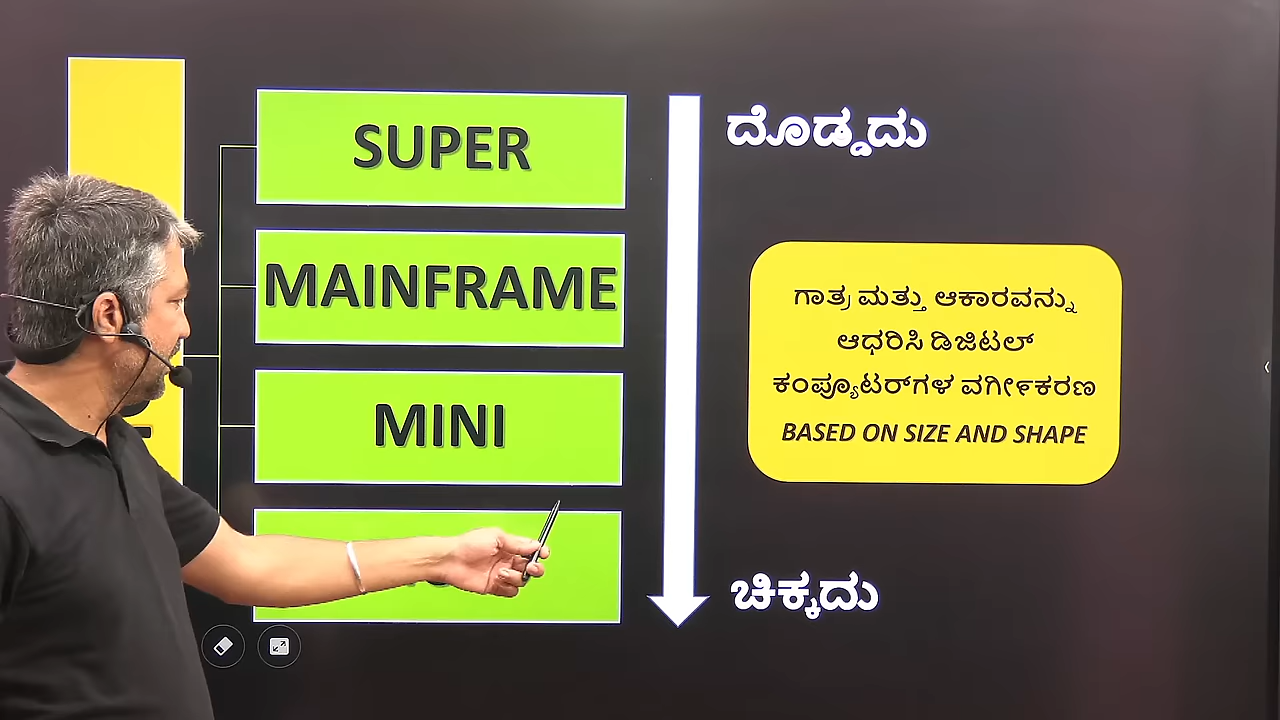 SUPER
ದೊಡ್ಡದು
MAINFRAME
ಗಾತ್ರ ಮತ್ತು ಆಕಾರವನ್ನು
ಆಧರಿಸಿ ಡಿಜಿಟಲ್
ಕಂಪ್ಯೂಟರ್‌ಗಳ ವರ್ಗೀಕರಣ
BASED ON SIZE AND SHAPE
MINI
ಚಿಕ್ಕದು